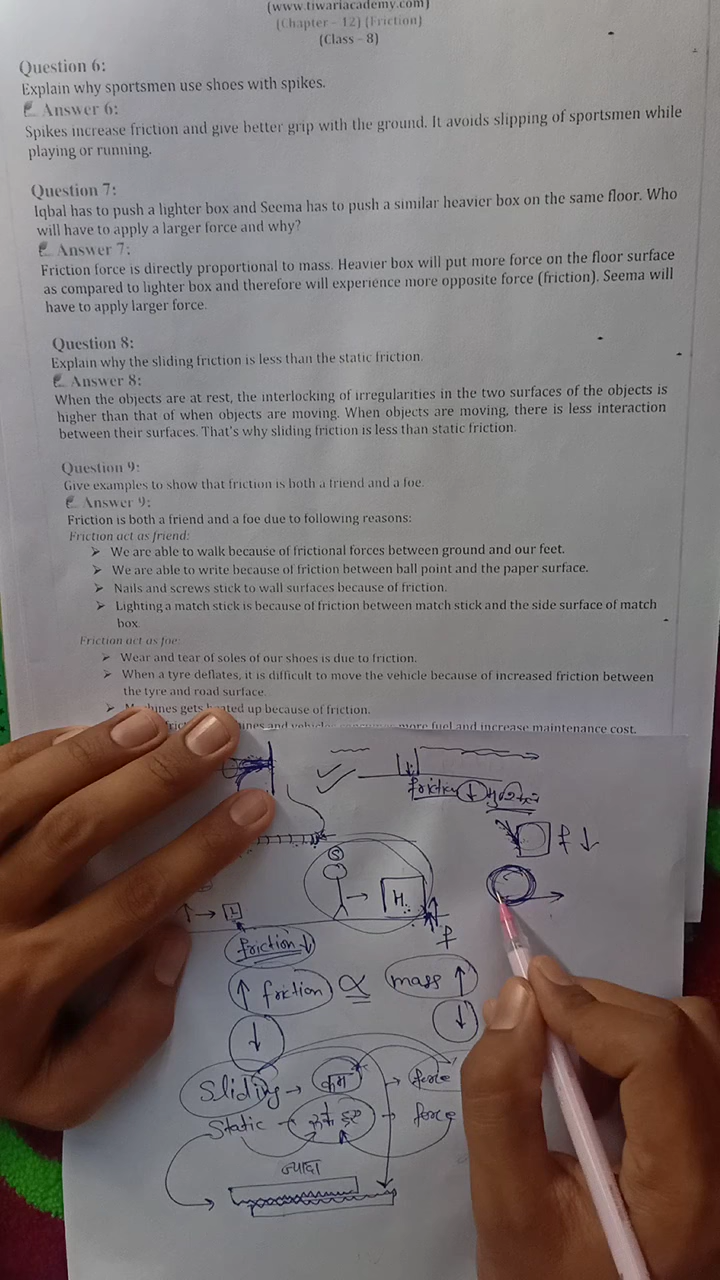 (www.tiwariacademy.com)
(Chapter – 12) (Friction)
(Class – 8)
Question 6:
Explain why sportsmen use shoes with spikes.
Answer 6:
Spikes increase friction and give better grip with the ground. It avoids slipping of sportsmen while
playing or running.
Question 7:
Iqbal has to push a lighter box and Seema has to push a similar heavier box on the same floor. Who
will have to apply a larger force and why?
Answer 7:
Friction force is directly proportional to mass. Heavier box will put more force on the floor surface
as compared to lighter box and therefore will experience more opposite force (friction). Seema will
have to apply larger force.
Question 8:
Explain why the sliding friction is less than the static friction.
Answer 8:
When the objects are at rest, the interlocking of irregularities in the two surfaces of the objects is
higher than that of when objects are moving. When objects are moving, there is less interaction
between their surfaces. That's why sliding friction is less than static friction.
Question 9:
Give examples to show that friction is both a friend and a foe.
Answer 9:
Friction is both a friend and a foe due to following reasons:
Friction act as friend:
➢ We are able to walk because of frictional forces between ground and our feet.
➢ We are able to write because of friction between ball point and the paper surface.
➢ Nails and screws stick to wall surfaces because of friction.
➢ Lighting a match stick is because of friction between match stick and the side surface of match
box.
Friction act as foe:
➢ Wear and tear of soles of our shoes is due to friction.
➢ When a tyre deflates, it is difficult to move the vehicle because of increased friction between
the tyre and road surface.
➢ gets heated up because of friction.
more fuel and increase maintenance cost.
friction ↓
f ↓
S
→ H
f
friction ↓
↑ friction ∝ mass ↑
↓ ↓
Sliding → कम → force
Static → रुके हुए → force
ज्यादा